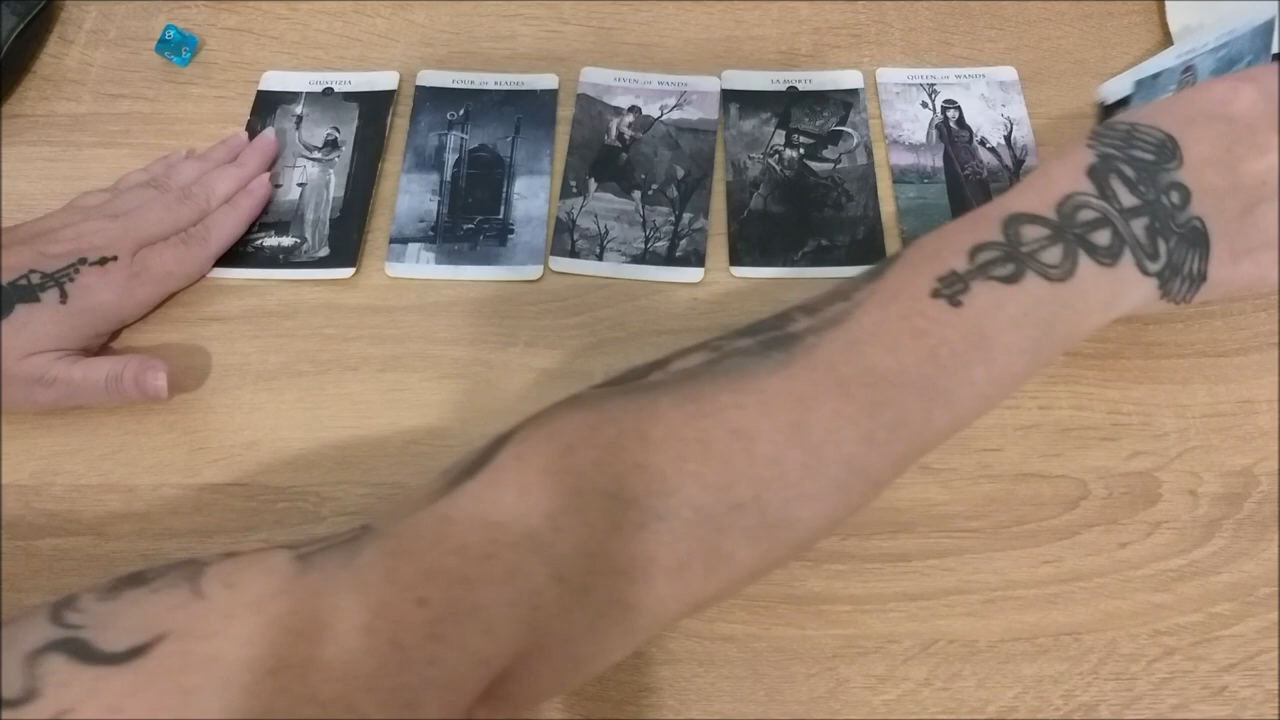 GIUSTIZIA
FOUR OF BLADES
SEVEN OF WANDS
LA MORTE
QUEEN OF WANDS